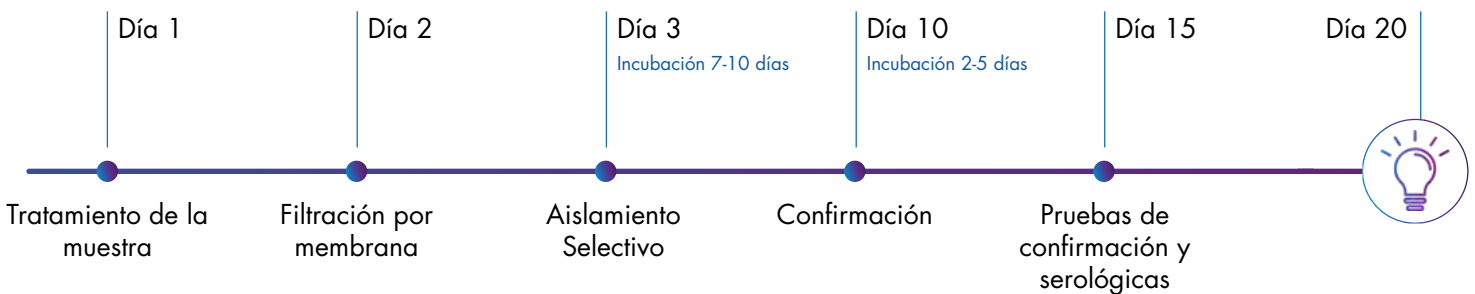 Día 1
Día 2
Día 3
Incubación 7-10 días
Día 10
Incubación 2-5 días
Día 15
Día 20
Tratamiento de la
muestra
Filtración por
membrana
Aislamiento
Selectivo
Confirmación
Pruebas de
confirmación y
serológicas